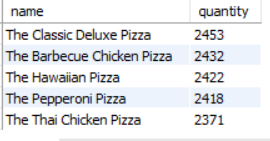 name quantity
The Classic Deluxe Pizza 2453
The Barbecue Chicken Pizza 2432
The Hawaiian Pizza 2422
The Pepperoni Pizza 2418
The Thai Chicken Pizza 2371